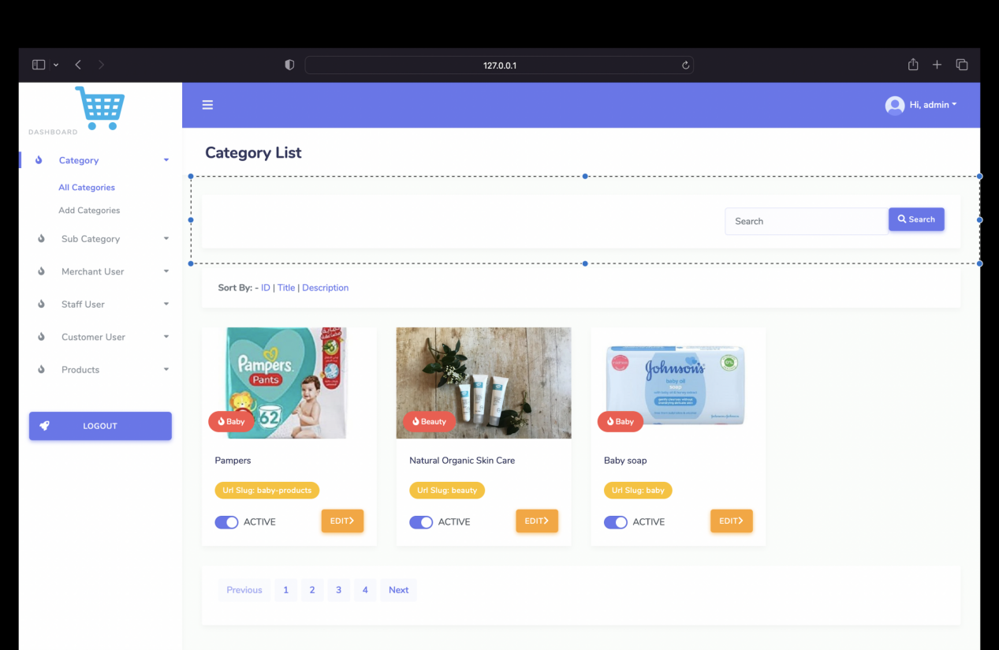 127.0.0.1
Hi, admin
DASHBOARD
Category
All Categories
Add Categories
Sub Category
Merchant User
Staff User
Customer User
Products
LOGOUT
Category List
Search
Search
Sort By: - ID | Title | Description
Pampers
Pants
62
Baby
Pampers
Url Slug: baby-products
ACTIVE
EDIT
Beauty
Natural Organic Skin Care
Url Slug: beauty
ACTIVE
EDIT
Johnson's
baby oil
soap
0%
Baby
Baby soap
Url Slug: baby
ACTIVE
EDIT
Previous 1 2 3 4 Next